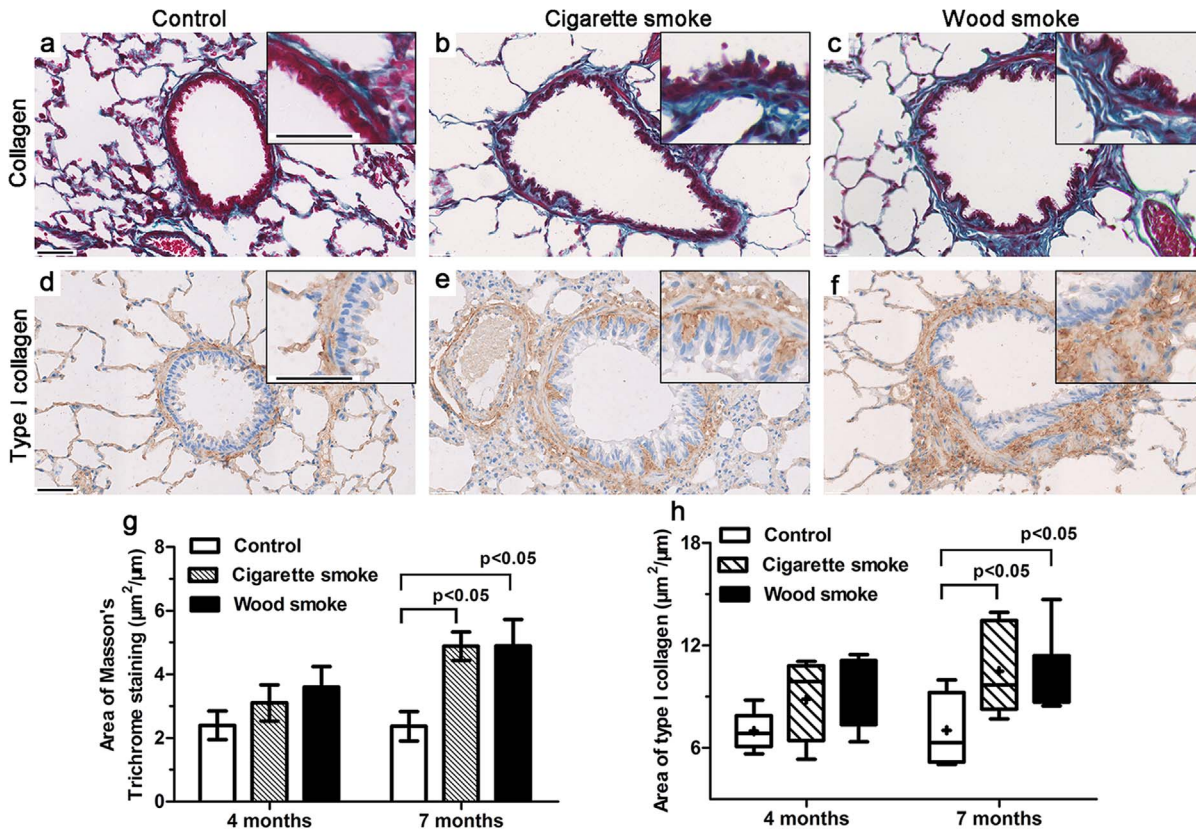 Control
Cigarette smoke
Wood smoke
Collagen
a
b
c
Type I collagen
d
e
f
g
Area of Masson's
Trichrome staining (µm²/µm)
8
6
4
2
0
Control
Cigarette smoke
Wood smoke
p<0.05
p<0.05
4 months
7 months
h
Area of type I collagen (µm²/µm)
18
12
6
Control
Cigarette smoke
Wood smoke
p<0.05
p<0.05
4 months
7 months